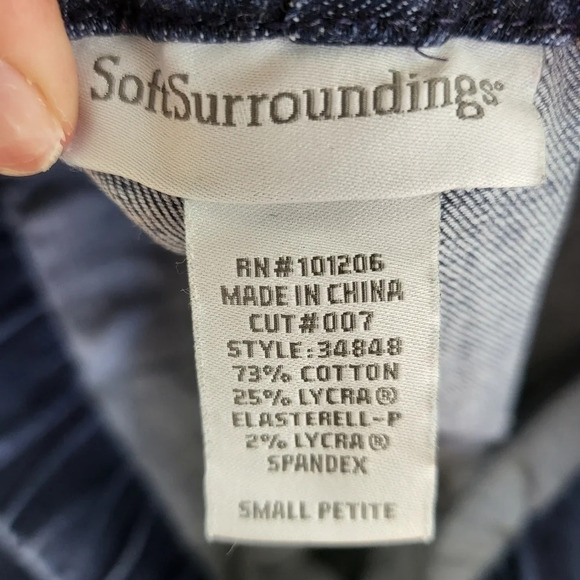 SoftSurroundings®
RN#101206
MADE IN CHINA
CUT#007
STYLE:34848
73% COTTON
25% LYCRA®
ELASTERELL-P
2% LYCRA®
SPANDEX
SMALL PETITE